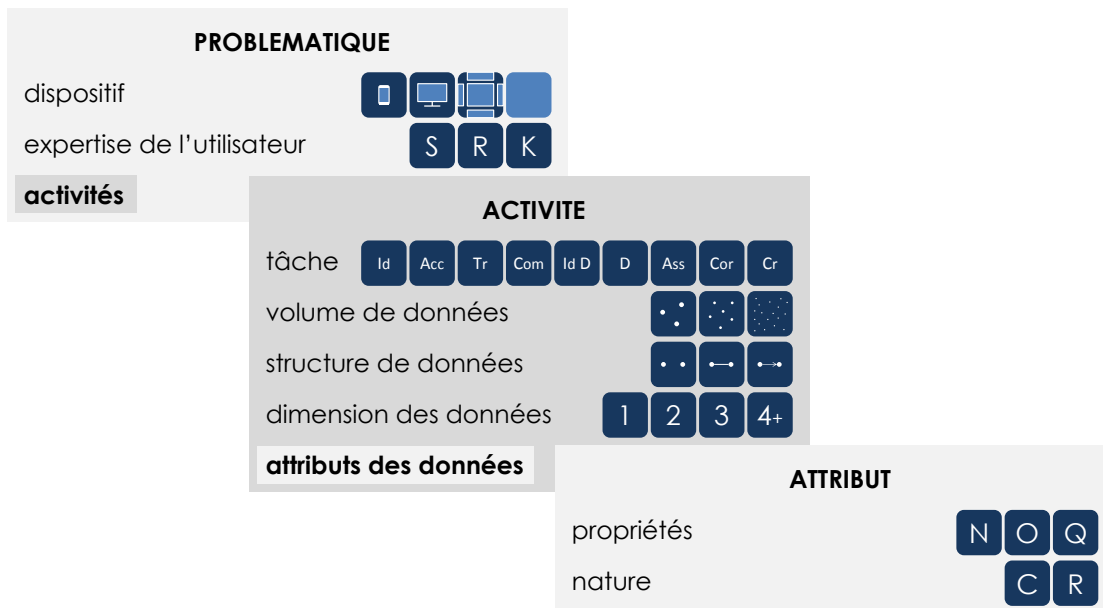 PROBLEMATIQUE
dispositif
expertise de l’utilisateur S R K
activités
ACTIVITE
tâche Id Acc Tr Com Id D D Ass Cor Cr
volume de données
structure de données
dimension des données 1 2 3 4+
attributs des données
ATTRIBUT
propriétés N O Q
nature C R